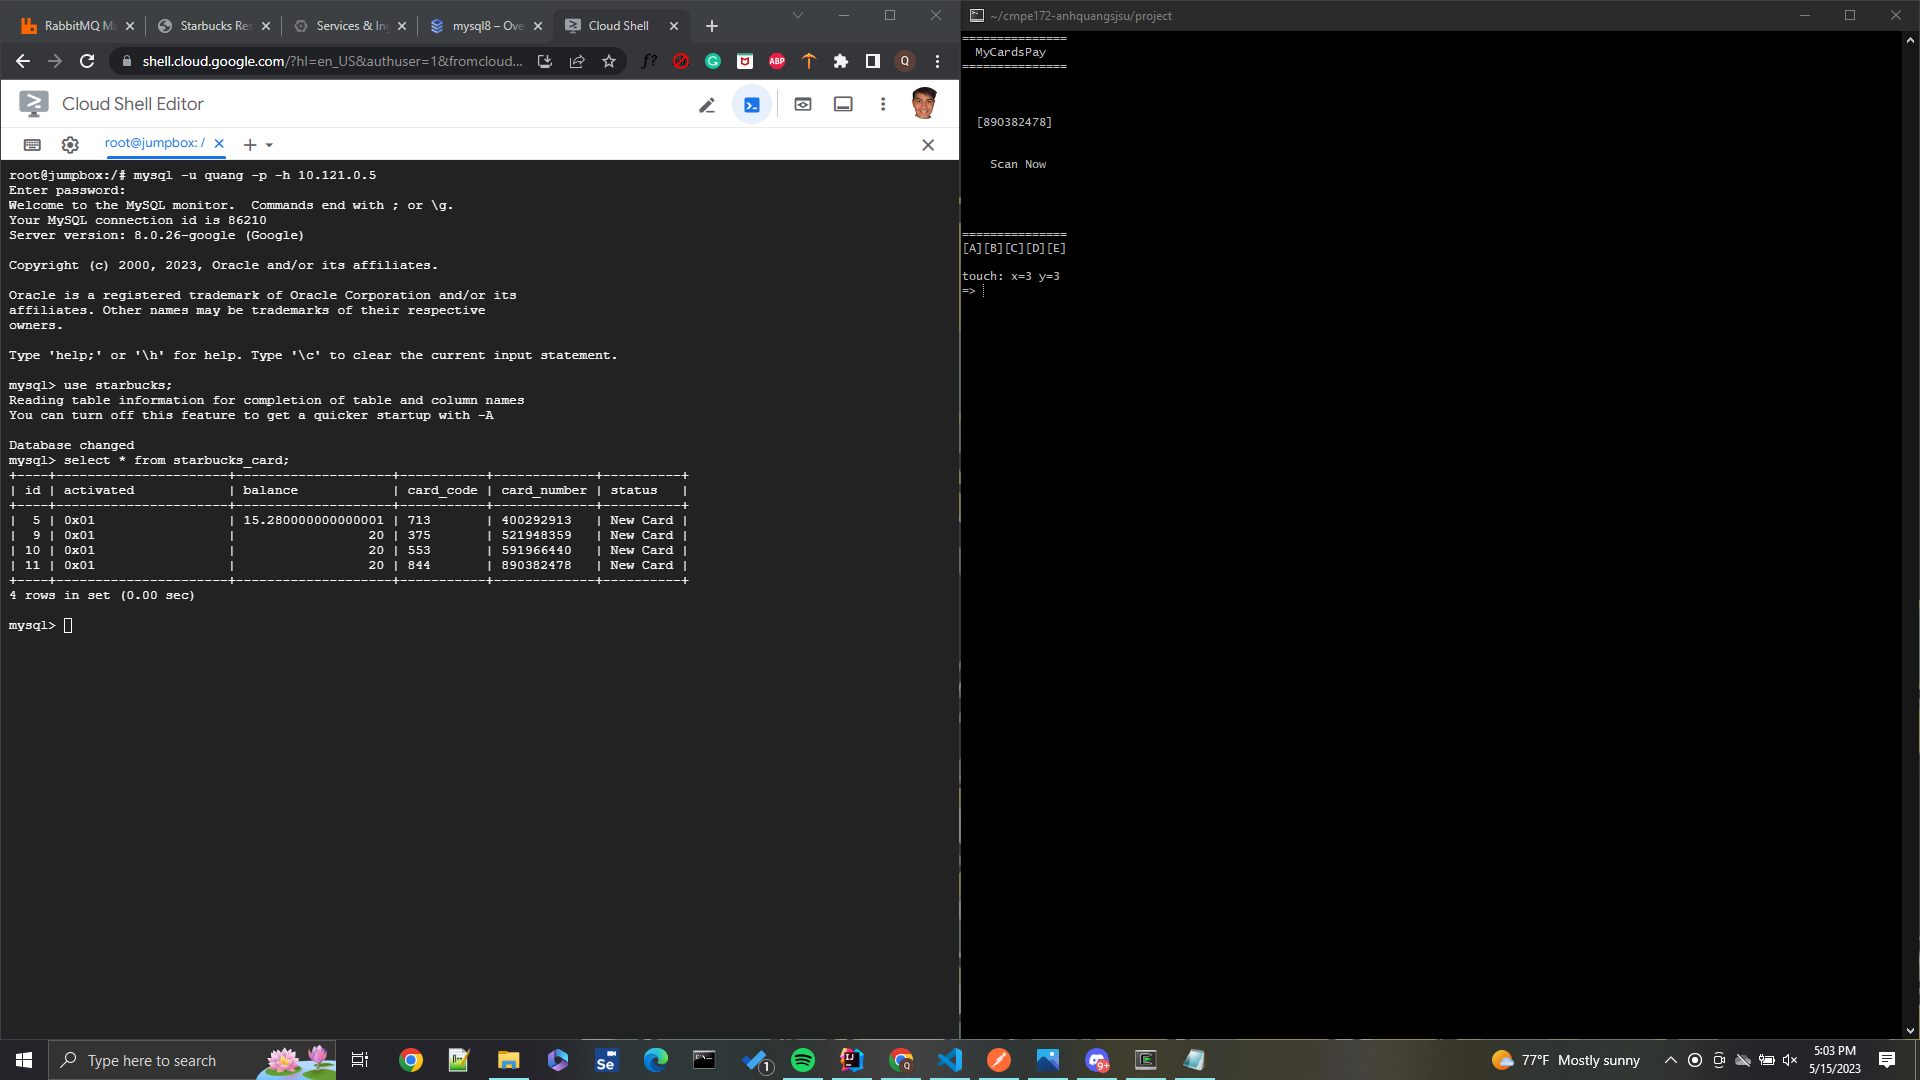 RabbitMQ Ma
Starbucks Res
Services & Ing
mysql8 – Ove
Cloud Shell
shell.cloud.google.com/?hl=en_US&authuser=1&fromcloud...
f?
ABP
Q
Cloud Shell Editor
root@jumpbox: /
root@jumpbox:/# mysql -u quang -p -h 10.121.0.5
Enter password:
Welcome to the MySQL monitor.  Commands end with ; or \g.
Your MySQL connection id is 86210
Server version: 8.0.26-google (Google)
Copyright (c) 2000, 2023, Oracle and/or its affiliates.
Oracle is a registered trademark of Oracle Corporation and/or its
affiliates. Other names may be trademarks of their respective
owners.
Type 'help;' or '\h' for help. Type '\c' to clear the current input statement.
mysql> use starbucks;
Reading table information for completion of table and column names
You can turn off this feature to get a quicker startup with -A
Database changed
mysql> select * from starbucks_card;
+----+----------------------+--------------------+-----------+-------------+----------+
| id | activated            | balance            | card_code | card_number | status   |
+----+----------------------+--------------------+-----------+-------------+----------+
|  5 | 0x01                 | 15.280000000000001 | 713       | 400292913   | New Card |
|  9 | 0x01                 |                 20 | 375       | 521948359   | New Card |
| 10 | 0x01                 |                 20 | 553       | 591966440   | New Card |
| 11 | 0x01                 |                 20 | 844       | 890382478   | New Card |
+----+----------------------+--------------------+-----------+-------------+----------+
4 rows in set (0.00 sec)
mysql>
~/cmpe172-anhquangsjsu/project
===============
MyCardsPay
===============
[890382478]
Scan Now
===============
[A][B][C][D][E]
touch: x=3 y=3
=>
Type here to search
Se
1
Q
9+
77°F Mostly sunny
5:03 PM
5/15/2023